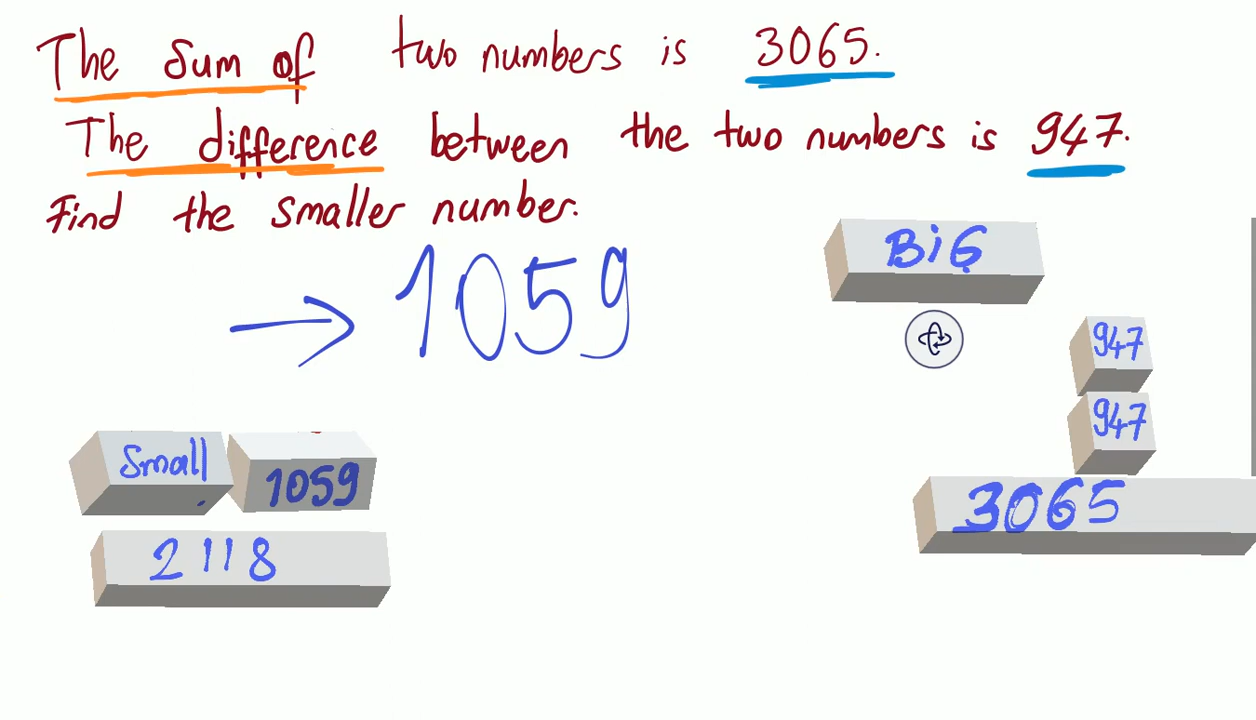 The Sum of two numbers is 3065.
The difference between the two numbers is 947.
Find the smaller number.
→ 1059
BiG
947
947
3065
Small 1059
2118